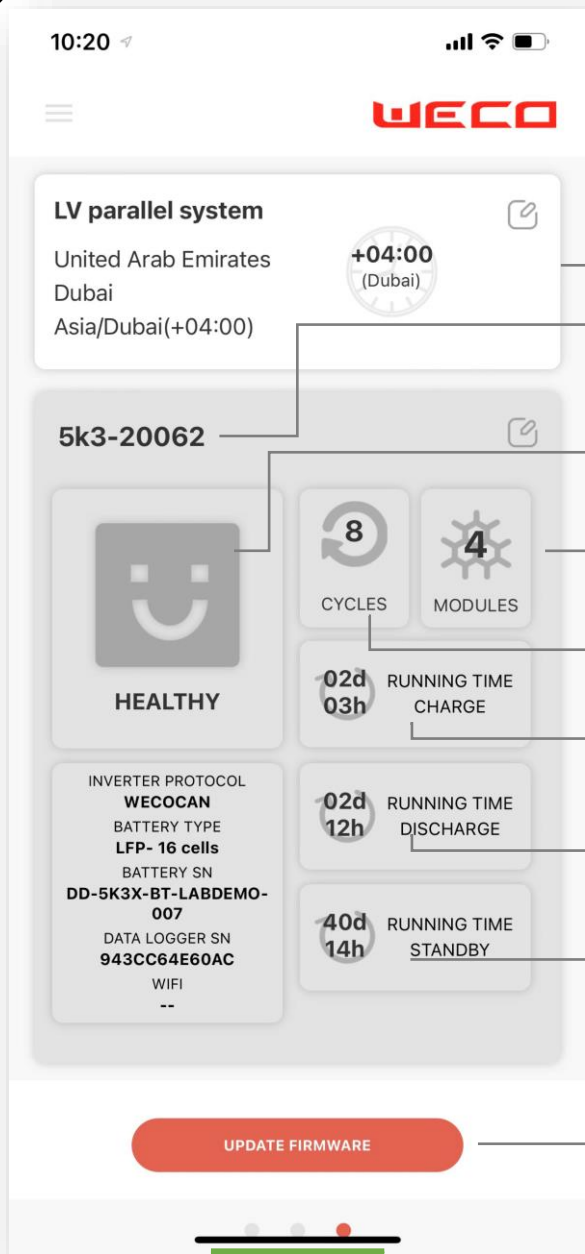 10:20
WECO
LV parallel system
United Arab Emirates
Dubai
Asia/Dubai(+04:00)
+04:00
(Dubai)
5k3-20062
HEALTHY
8
CYCLES
4
MODULES
02d
03h
RUNNING TIME
CHARGE
INVERTER PROTOCOL
WECOCAN
BATTERY TYPE
LFP- 16 cells
BATTERY SN
DD-5K3X-BT-LABDEMO-
007
DATA LOGGER SN
943CC64E60AC
WIFI
--
02d
12h
RUNNING TIME
DISCHARGE
40d
14h
RUNNING TIME
STANDBY
UPDATE FIRMWARE